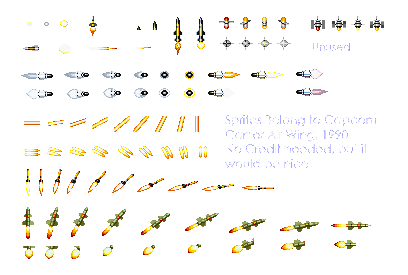 Unused
Sprites belong to Capcom
Carrier Air Wing, 1990
No Credit needed, but it
would be nice